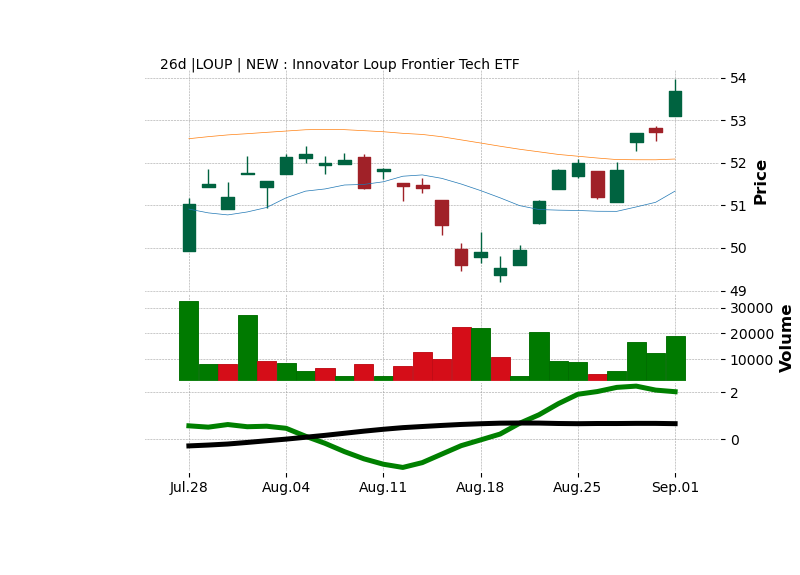 26d |LOUP | NEW : Innovator Loup Frontier Tech ETF
54
53
52
51
50
49
Price
30000
20000
10000
Volume
2
0
Jul.28 Aug.04 Aug.11 Aug.18 Aug.25 Sep.01